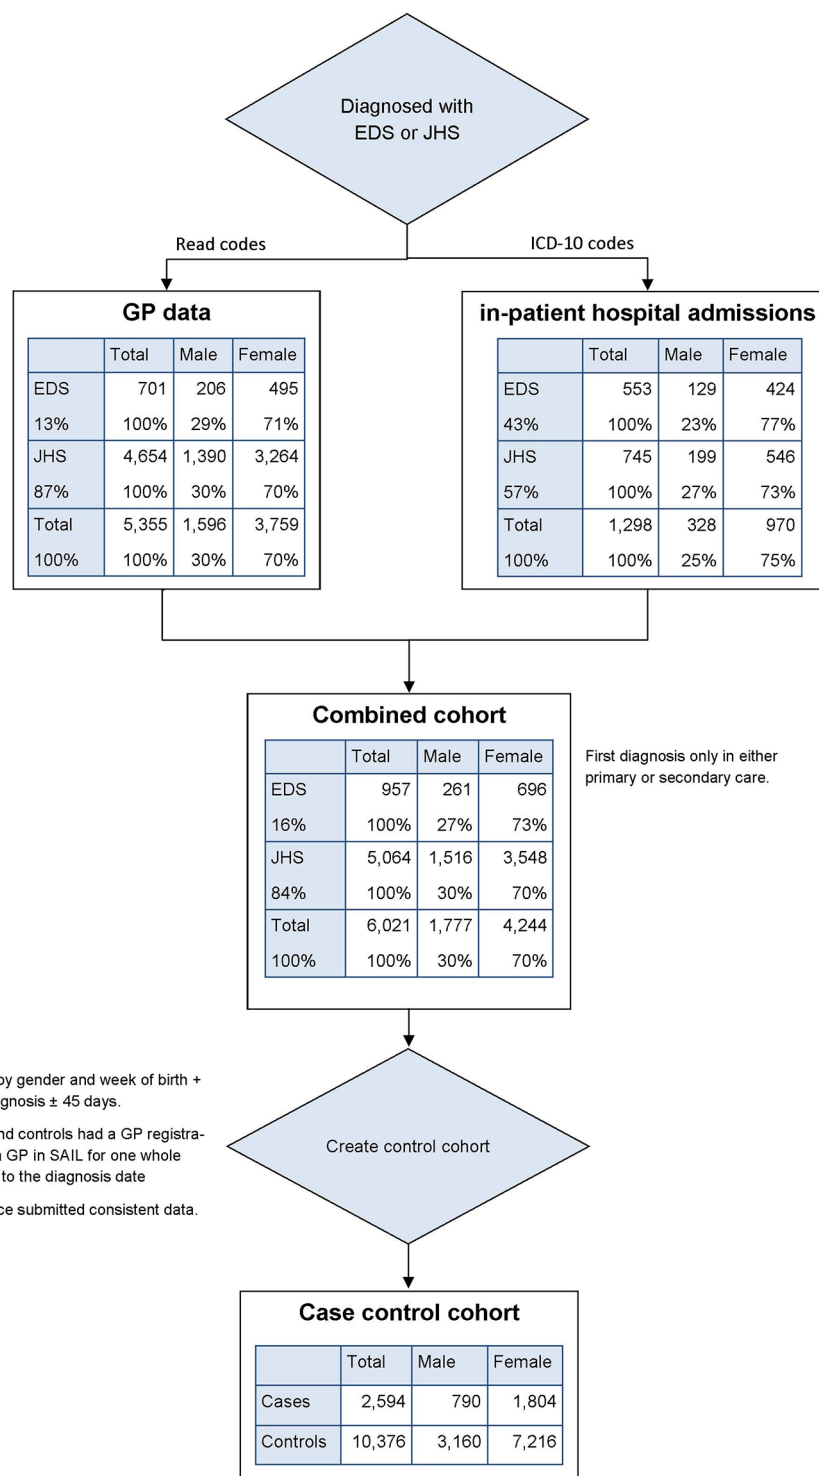 Diagnosed with
EDS or JHS
Read codes
ICD-10 codes
GP data
Total Male Female
EDS 701 206 495
13% 100% 29% 71%
JHS 4,654 1,390 3,264
87% 100% 30% 70%
Total 5,355 1,596 3,759
100% 100% 30% 70%
in-patient hospital admissions
Total Male Female
EDS 553 129 424
43% 100% 23% 77%
JHS 745 199 546
57% 100% 27% 73%
Total 1,298 328 970
100% 100% 25% 75%
Combined cohort
Total Male Female
EDS 957 261 696
16% 100% 27% 73%
JHS 5,064 1,516 3,548
84% 100% 30% 70%
Total 6,021 1,777 4,244
100% 100% 30% 70%
First diagnosis only in either
primary or secondary care.
by gender and week of birth +
gnosis ± 45 days.
nd controls had a GP registra-
a GP in SAIL for one whole
to the diagnosis date
ce submitted consistent data.
Create control cohort
Case control cohort
Total Male Female
Cases 2,594 790 1,804
Controls 10,376 3,160 7,216